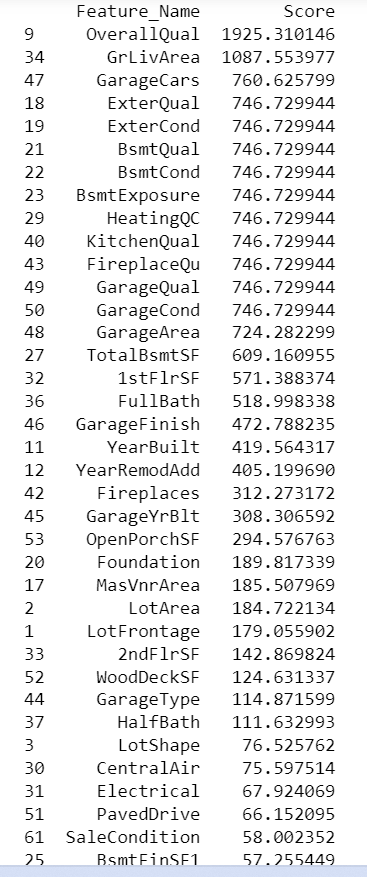 Feature_Name Score
9 OverallQual 1925.310146
34 GrLivArea 1087.553977
47 GarageCars 760.625799
18 ExterQual 746.729944
19 ExterCond 746.729944
21 BsmtQual 746.729944
22 BsmtCond 746.729944
23 BsmtExposure 746.729944
29 HeatingQC 746.729944
40 KitchenQual 746.729944
43 FireplaceQu 746.729944
49 GarageQual 746.729944
50 GarageCond 746.729944
48 GarageArea 724.282299
27 TotalBsmtSF 609.160955
32 1stFlrSF 571.388374
36 FullBath 518.998338
46 GarageFinish 472.788235
11 YearBuilt 419.564317
12 YearRemodAdd 405.199690
42 Fireplaces 312.273172
45 GarageYrBlt 308.306592
53 OpenPorchSF 294.576763
20 Foundation 189.817339
17 MasVnrArea 185.507969
2 LotArea 184.722134
1 LotFrontage 179.055902
33 2ndFlrSF 142.869824
52 WoodDeckSF 124.631337
44 GarageType 114.871599
37 HalfBath 111.632993
3 LotShape 76.525762
30 CentralAir 75.597514
31 Electrical 67.924069
51 PavedDrive 66.152095
61 SaleCondition 58.002352
25 BsmtFinSF1 57.255449